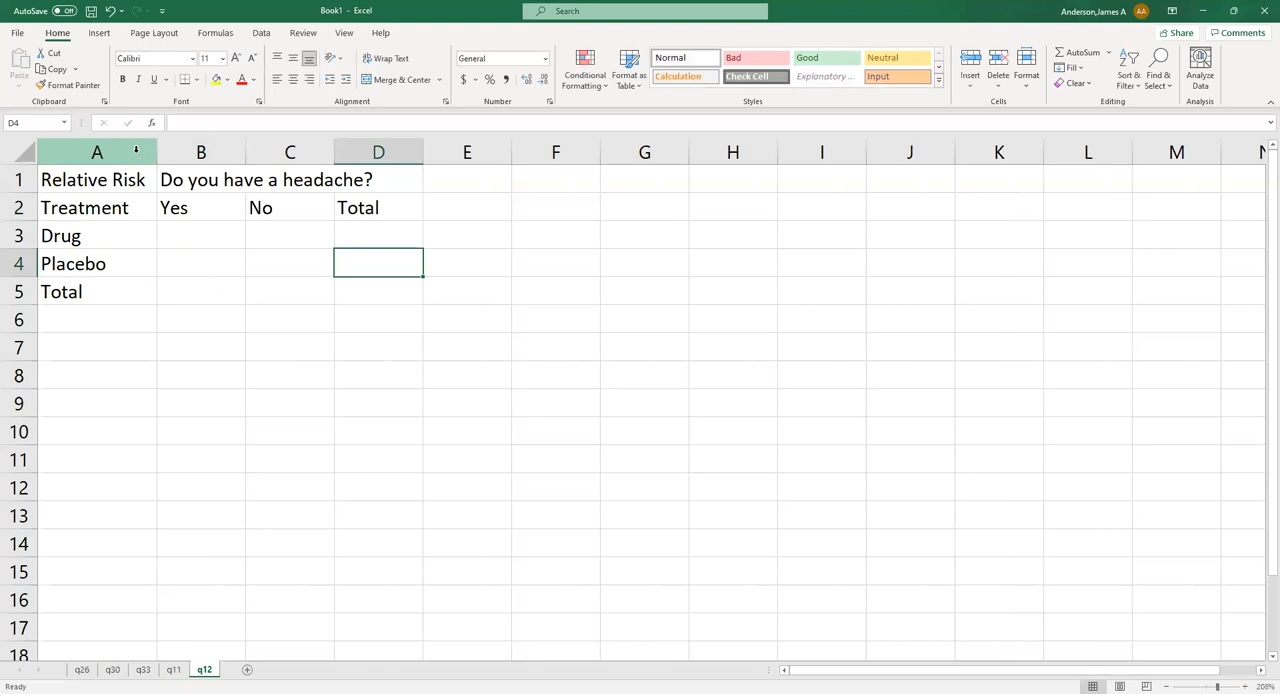 AutoSave Off Book1 - Excel Search Anderson,James A AA
File Home Insert Page Layout Formulas Data Review View Help Share Comments
Cut Calibri 11 A A Wrap Text General Normal Bad Good Neutral AutoSum
Paste Copy Format Painter B I U A Merge & Center $ % , Conditional Formatting Format as Table Calculation Check Cell Explanatory ... Input Insert Delete Format Fill Clear Sort & Filter Find & Select Analyze Data
Clipboard Font Alignment Number Styles Cells Editing Analysis
D4 fx
A B C D E F G H I J K L M N
1 Relative Risk Do you have a headache?
2 Treatment Yes No Total
3 Drug
4 Placebo
5 Total
6
7
8
9
10
11
12
13
14
15
16
17
18
q26 q30 q33 q11 q12
Ready 208%